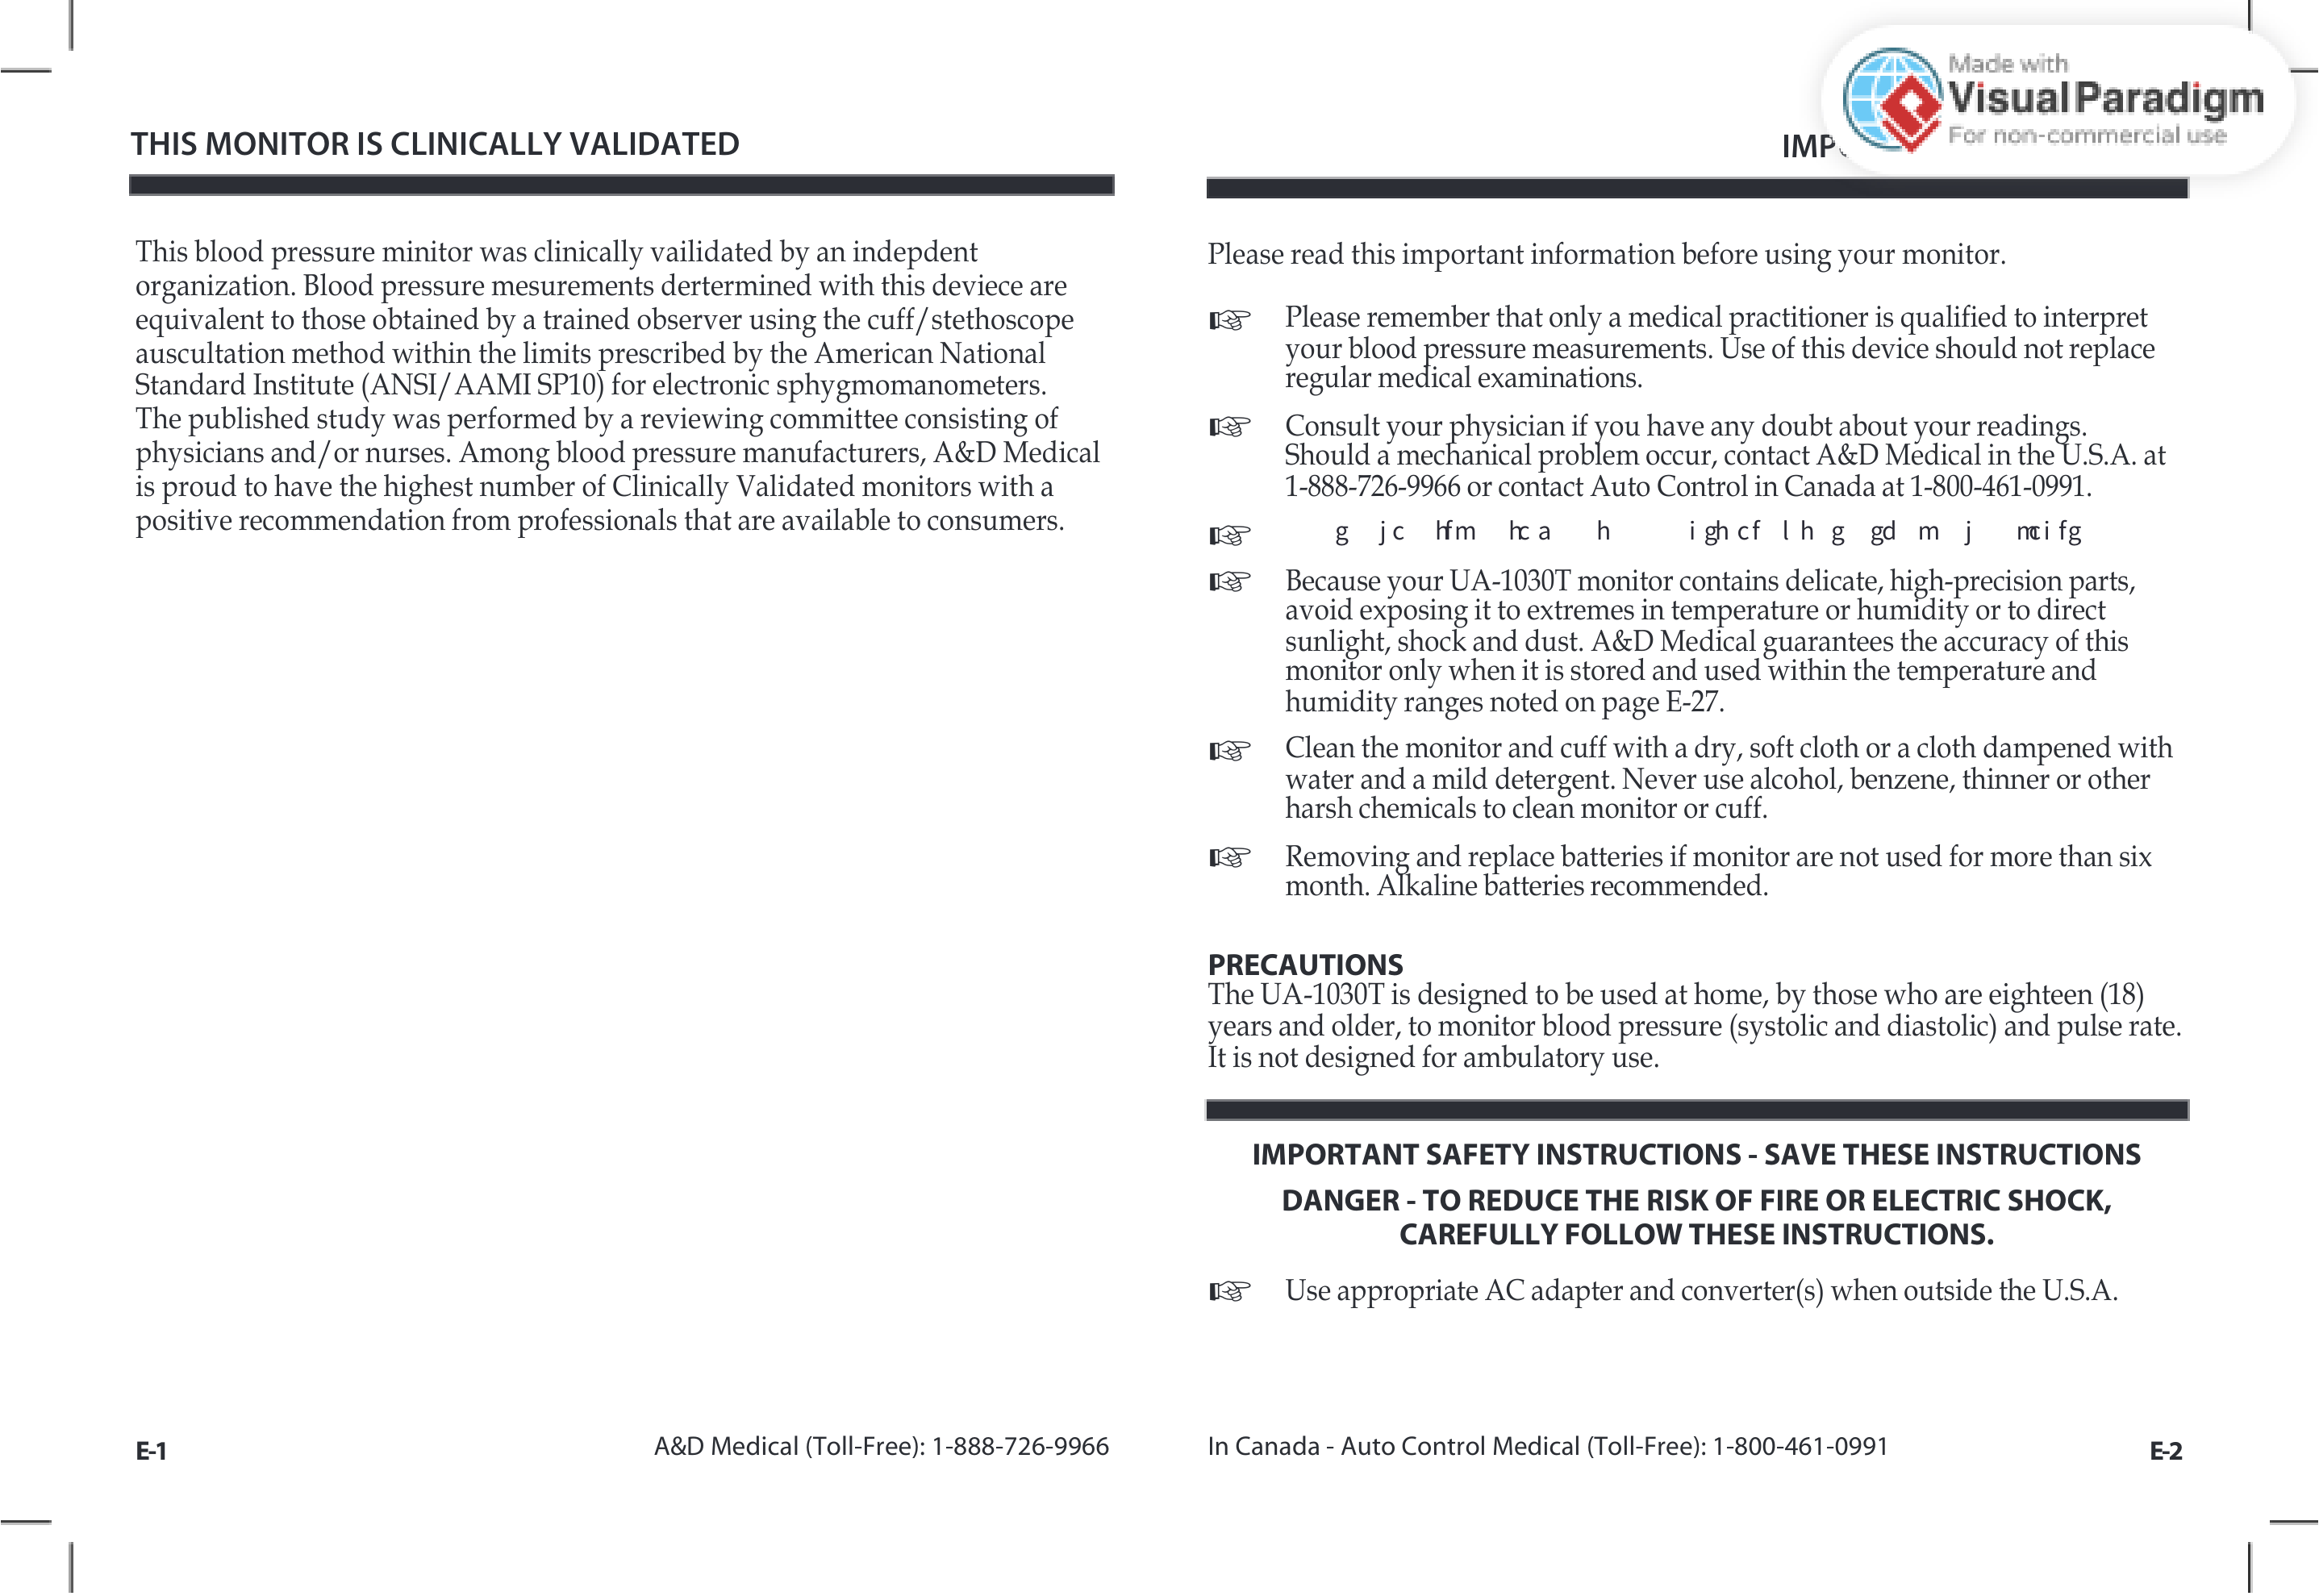 Made with
Visual Paradigm
For non-commercial use
THIS MONITOR IS CLINICALLY VALIDATED
This blood pressure minitor was clinically vailidated by an indepdent
organization. Blood pressure mesurements dertermined with this deviece are
equivalent to those obtained by a trained observer using the cuff/stethoscope
auscultation method within the limits prescribed by the American National
Standard Institute (ANSI/AAMI SP10) for electronic sphygmomanometers.
The published study was performed by a reviewing committee consisting of
physicians and/or nurses. Among blood pressure manufacturers, A&D Medical
is proud to have the highest number of Clinically Validated monitors with a
positive recommendation from professionals that are available to consumers.
E-1
A&D Medical (Toll-Free): 1-888-726-9966
Please read this important information before using your monitor.
☞ Please remember that only a medical practitioner is qualified to interpret
your blood pressure measurements. Use of this device should not replace
regular medical examinations.
☞ Consult your physician if you have any doubt about your readings.
Should a mechanical problem occur, contact A&D Medical in the U.S.A. at
1-888-726-9966 or contact Auto Control in Canada at 1-800-461-0991.
☞ g jc hfm hc a h i gh cf l h g gd m j mci fg
☞ Because your UA-1030T monitor contains delicate, high-precision parts,
avoid exposing it to extremes in temperature or humidity or to direct
sunlight, shock and dust. A&D Medical guarantees the accuracy of this
monitor only when it is stored and used within the temperature and
humidity ranges noted on page E-27.
☞ Clean the monitor and cuff with a dry, soft cloth or a cloth dampened with
water and a mild detergent. Never use alcohol, benzene, thinner or other
harsh chemicals to clean monitor or cuff.
☞ Removing and replace batteries if monitor are not used for more than six
month. Alkaline batteries recommended.
PRECAUTIONS
The UA-1030T is designed to be used at home, by those who are eighteen (18)
years and older, to monitor blood pressure (systolic and diastolic) and pulse rate.
It is not designed for ambulatory use.
IMPORTANT SAFETY INSTRUCTIONS - SAVE THESE INSTRUCTIONS
DANGER - TO REDUCE THE RISK OF FIRE OR ELECTRIC SHOCK,
CAREFULLY FOLLOW THESE INSTRUCTIONS.
☞ Use appropriate AC adapter and converter(s) when outside the U.S.A.
In Canada - Auto Control Medical (Toll-Free): 1-800-461-0991
E-2